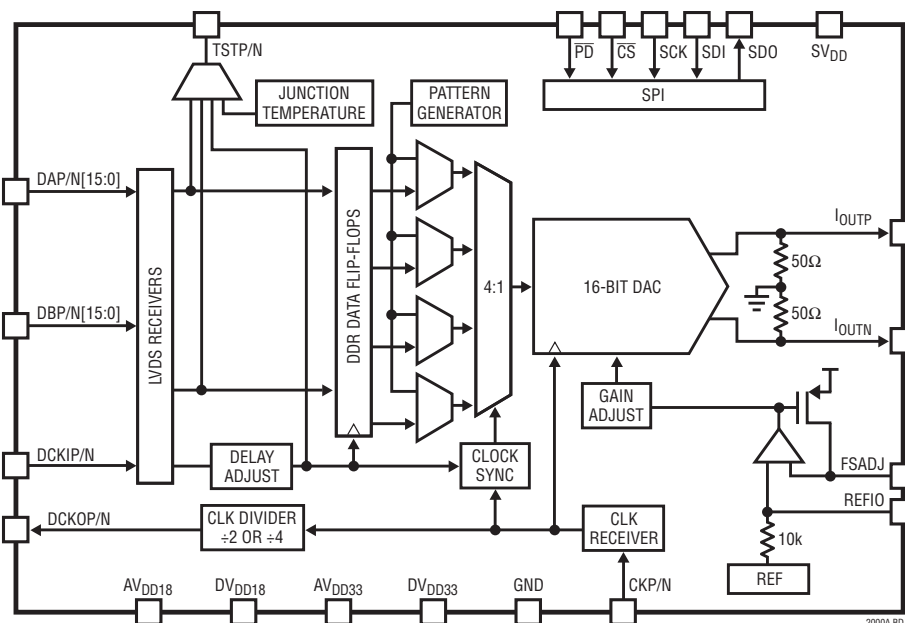 TSTP/N
PD
CS
SCK
SDI
SDO
SVDD
JUNCTION
TEMPERATURE
PATTERN
GENERATOR
SPI
DAP/N[15:0]
DBP/N[15:0]
DCKIP/N
DCKOP/N
LVDS RECEIVERS
DDR DATA FLIP-FLOPS
4:1
16-BIT DAC
IOUTP
50Ω
50Ω
IOUTN
GAIN
ADJUST
FSADJ
REFIO
10k
REF
DELAY
ADJUST
CLOCK
SYNC
CLK DIVIDER
÷2 OR ÷4
CLK
RECEIVER
AVDD18
DVDD18
AVDD33
DVDD33
GND
CKP/N
2000A BD